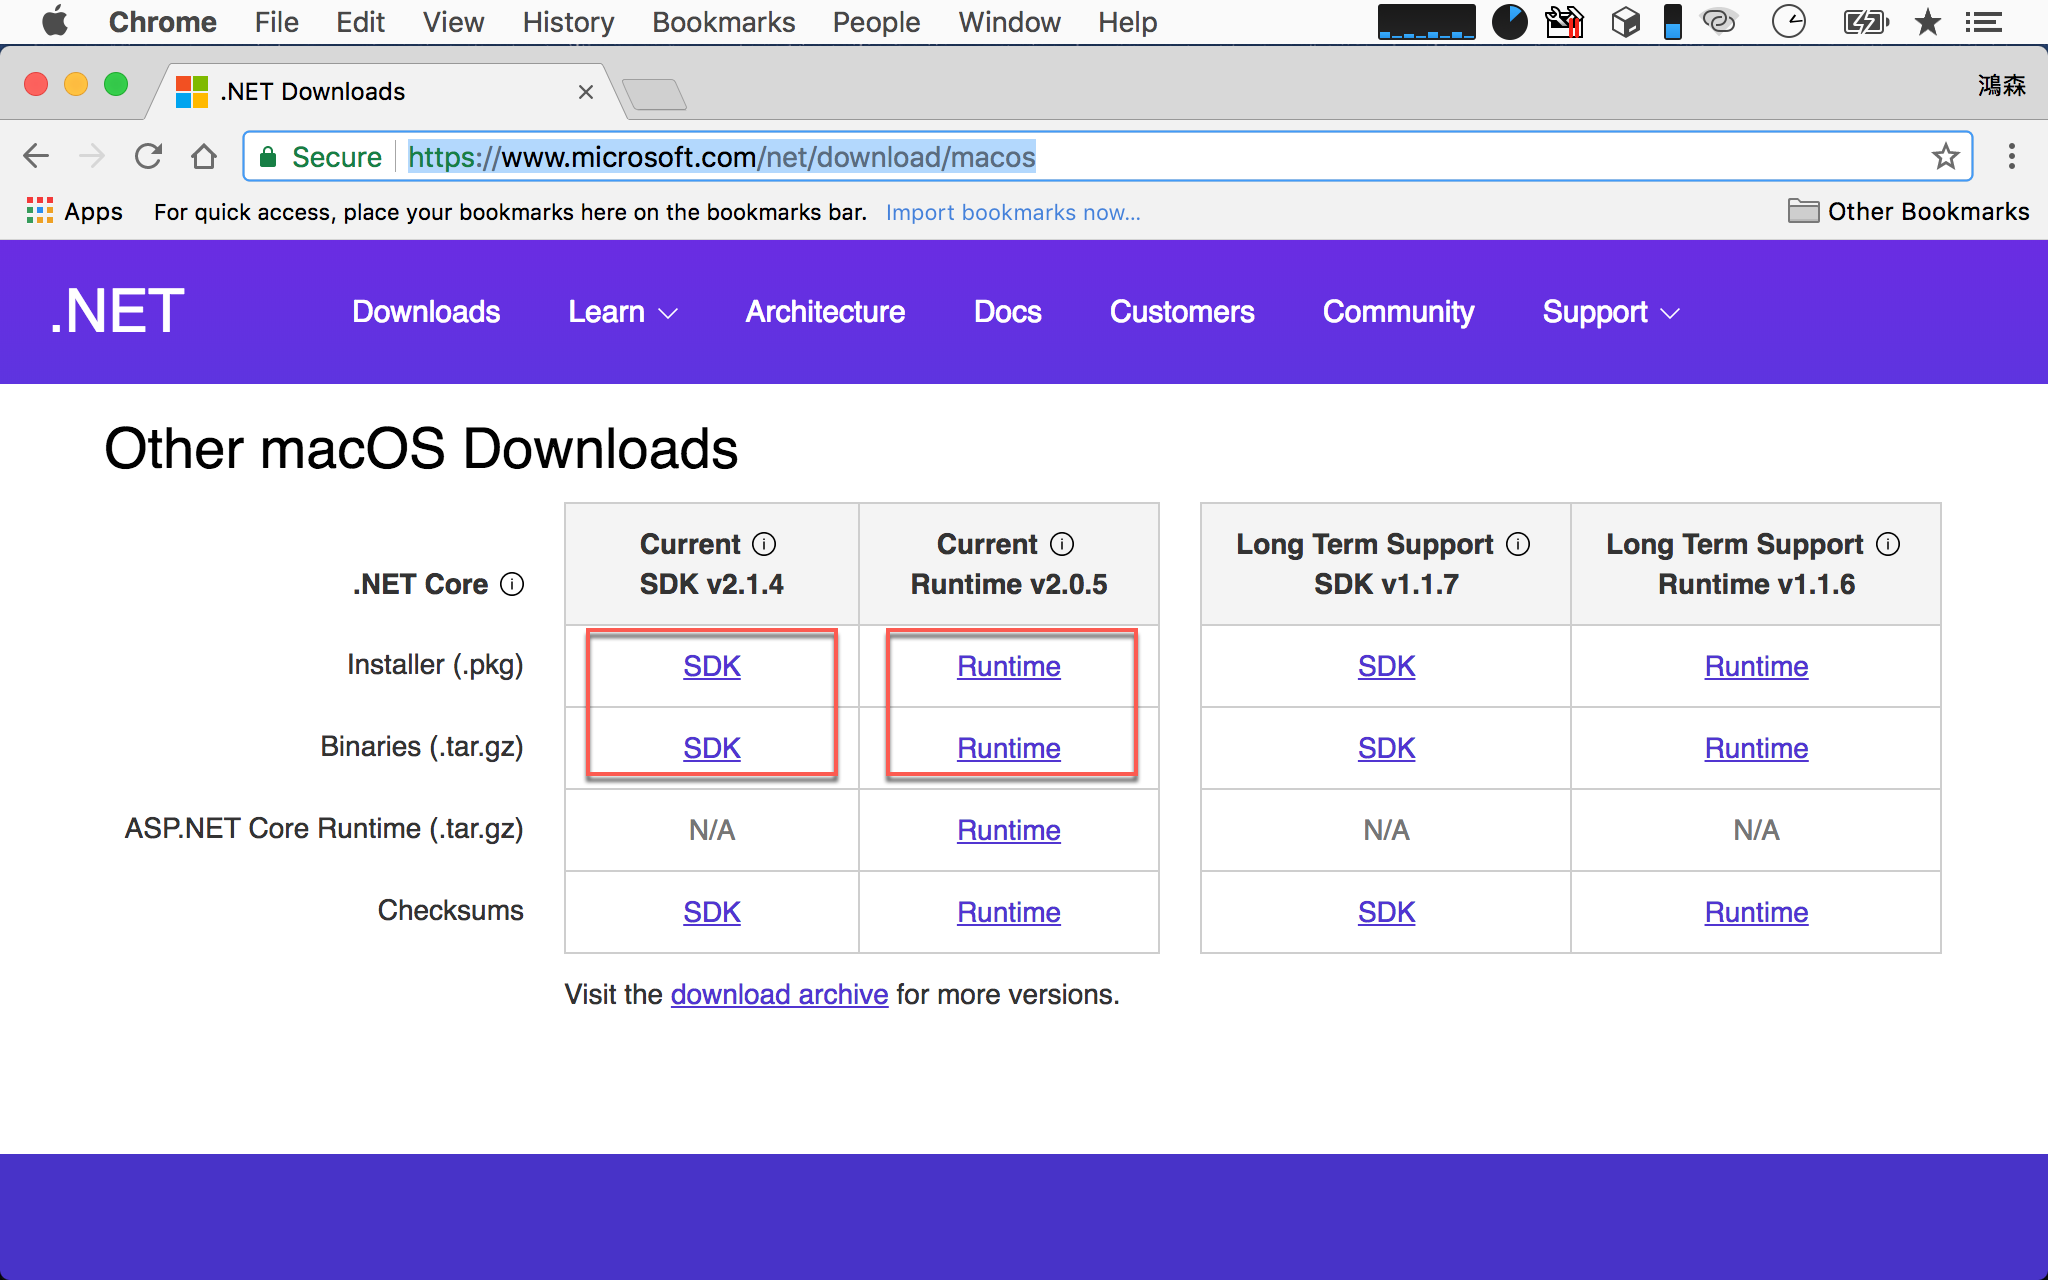 Chrome File Edit View History Bookmarks People Window Help
.NET Downloads
鴻森
Secure https://www.microsoft.com/net/download/macos
Apps For quick access, place your bookmarks here on the bookmarks bar. Import bookmarks now... Other Bookmarks
.NET Downloads Learn Architecture Docs Customers Community Support
Other macOS Downloads
Current Current Long Term Support Long Term Support
.NET Core SDK v2.1.4 Runtime v2.0.5 SDK v1.1.7 Runtime v1.1.6
Installer (.pkg) SDK Runtime SDK Runtime
Binaries (.tar.gz) SDK Runtime SDK Runtime
ASP.NET Core Runtime (.tar.gz) N/A Runtime N/A N/A
Checksums SDK Runtime SDK Runtime
Visit the download archive for more versions.